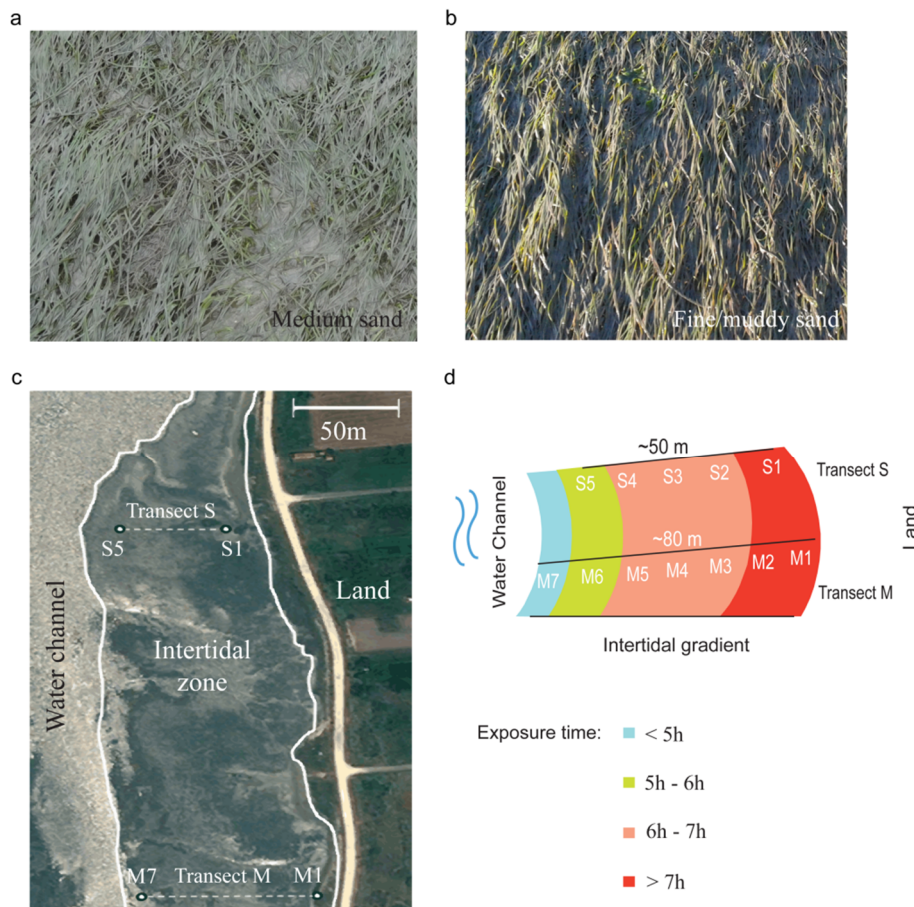 a
b
Medium sand
Fine/muddy sand
c
50m
Transect S
S5
S1
Land
Water channel
Intertidal
zone
M7
Transect M
M1
d
~50 m
S5
S4
S3
S2
S1
Transect S
Water Channel
Land
~80 m
M7
M6
M5
M4
M3
M2
M1
Transect M
Intertidal gradient
Exposure time:
< 5h
5h - 6h
6h - 7h
> 7h